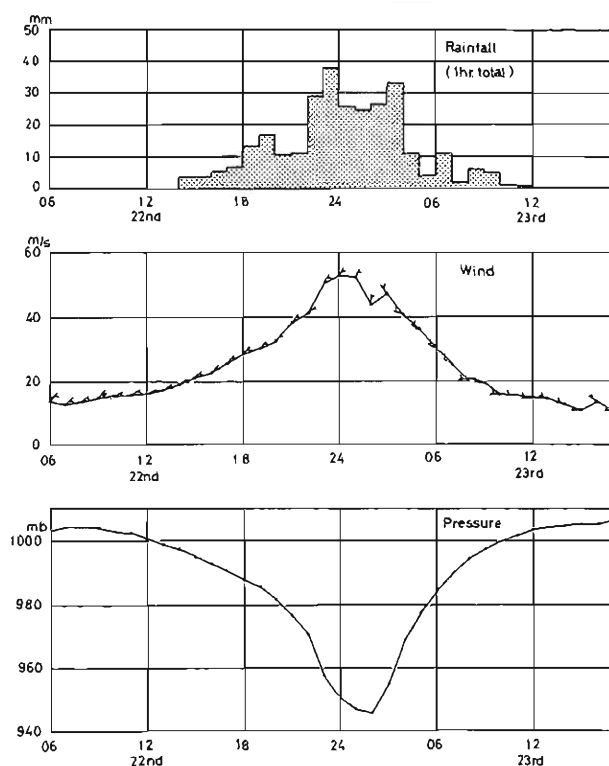 mm
50
Rainfall
(1hr. total)
40
30
20
10
0
06 12 18 24 06 12
22nd 23rd
m/s
60
Wind
40
20
0
06 12 18 24 06 12
22nd 23rd
mb
Pressure
1000
980
960
940
06 12 18 24 06 12
22nd 23rd